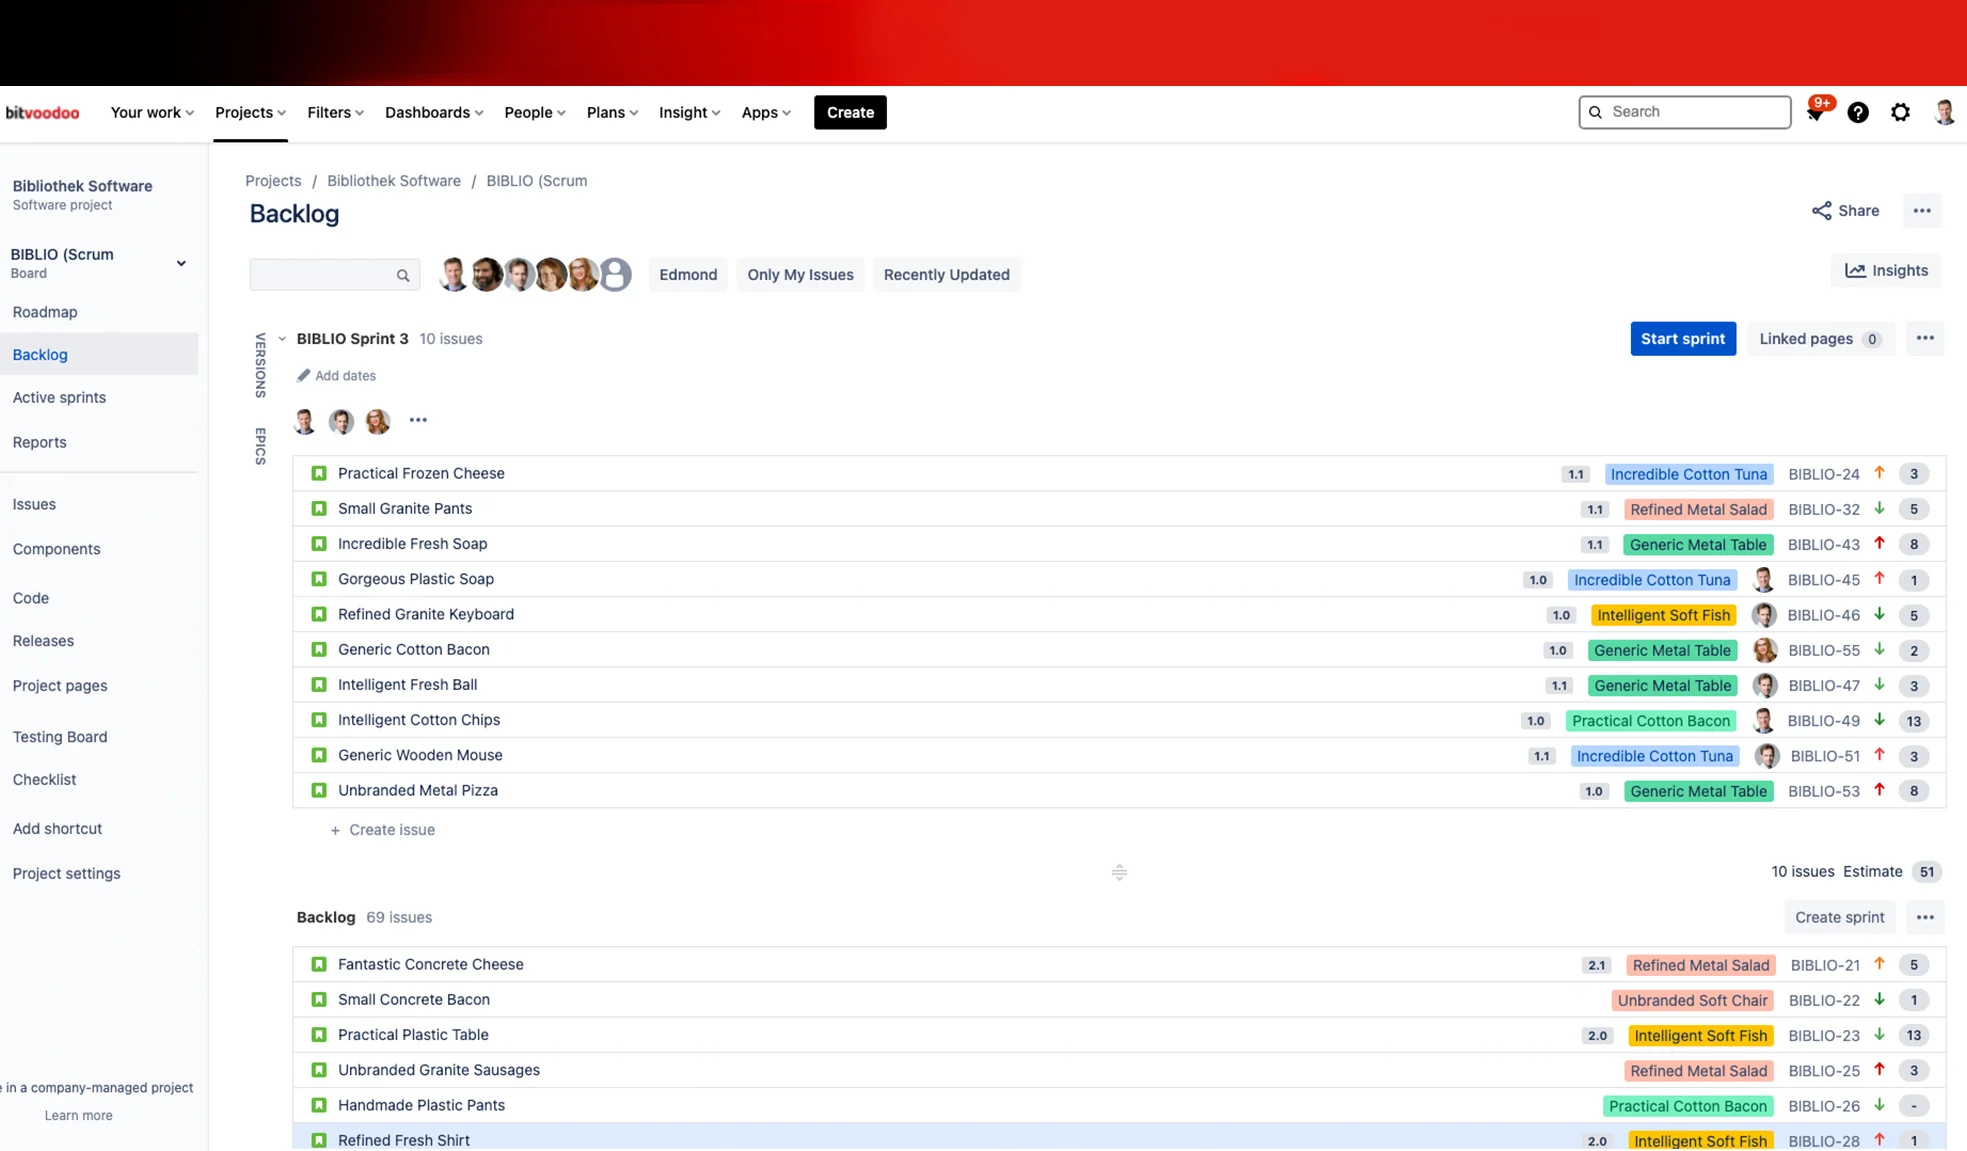 bitvoodoo Your work Projects Filters Dashboards People Plans Insight Apps Create Search 9+
Bibliothek Software
Software project
BIBLIO (Scrum
Board
Roadmap
Backlog
Active sprints
Reports
Issues
Components
Code
Releases
Project pages
Testing Board
Checklist
Add shortcut
Project settings
e in a company-managed project
Learn more
Projects / Bibliothek Software / BIBLIO (Scrum
Backlog
Share
Edmond Only My Issues Recently Updated
Insights
VERSIONS
EPICS
BIBLIO Sprint 3 10 issues
Start sprint Linked pages 0
Add dates
Practical Frozen Cheese 1.1 Incredible Cotton Tuna BIBLIO-24 3
Small Granite Pants 1.1 Refined Metal Salad BIBLIO-32 5
Incredible Fresh Soap 1.1 Generic Metal Table BIBLIO-43 8
Gorgeous Plastic Soap 1.0 Incredible Cotton Tuna BIBLIO-45 1
Refined Granite Keyboard 1.0 Intelligent Soft Fish BIBLIO-46 5
Generic Cotton Bacon 1.0 Generic Metal Table BIBLIO-55 2
Intelligent Fresh Ball 1.1 Generic Metal Table BIBLIO-47 3
Intelligent Cotton Chips 1.0 Practical Cotton Bacon BIBLIO-49 13
Generic Wooden Mouse 1.1 Incredible Cotton Tuna BIBLIO-51 3
Unbranded Metal Pizza 1.0 Generic Metal Table BIBLIO-53 8
+ Create issue
10 issues Estimate 51
Backlog 69 issues
Create sprint
Fantastic Concrete Cheese 2.1 Refined Metal Salad BIBLIO-21 5
Small Concrete Bacon Unbranded Soft Chair BIBLIO-22 1
Practical Plastic Table 2.0 Intelligent Soft Fish BIBLIO-23 13
Unbranded Granite Sausages Refined Metal Salad BIBLIO-25 3
Handmade Plastic Pants Practical Cotton Bacon BIBLIO-26 -
Refined Fresh Shirt 2.0 Intelligent Soft Fish BIBLIO-28 1